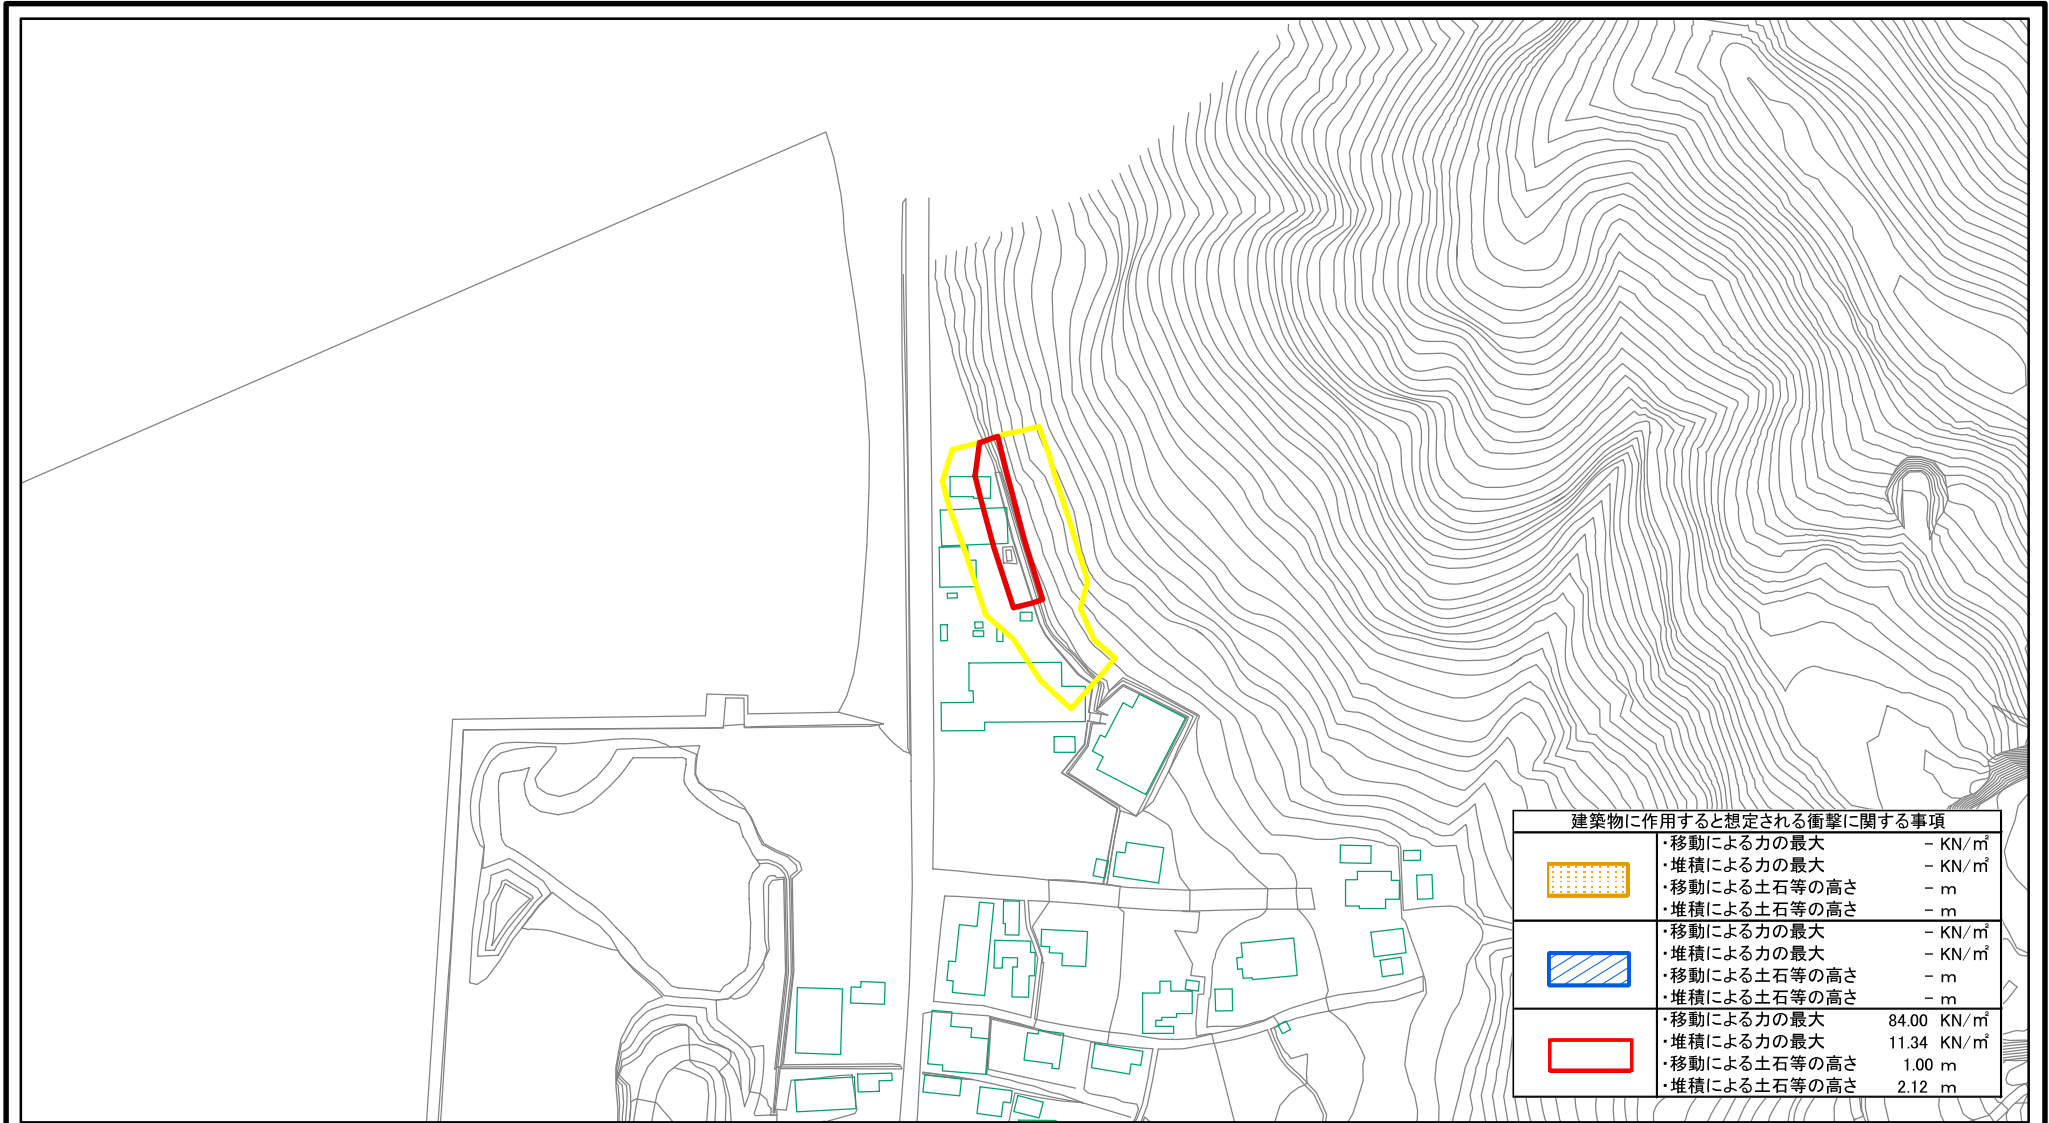 建築物に作用すると想定される衝撃に関する事項
・移動による力の最大 － KN/㎡
・堆積による力の最大 － KN/㎡
・移動による土石等の高さ － m
・堆積による土石等の高さ － m
・移動による力の最大 － KN/㎡
・堆積による力の最大 － KN/㎡
・移動による土石等の高さ － m
・堆積による土石等の高さ － m
・移動による力の最大 84.00 KN/㎡
・堆積による力の最大 11.34 KN/㎡
・移動による土石等の高さ 1.00 m
・堆積による土石等の高さ 2.12 m